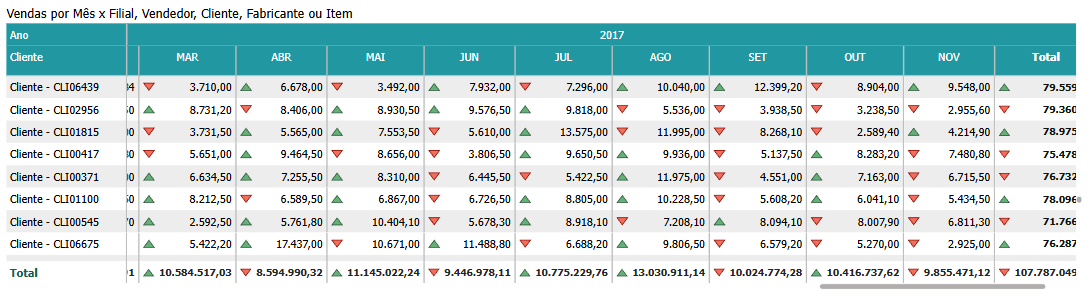 Vendas por Mês x Filial, Vendedor, Cliente, Fabricante ou Item
Ano 2017
Cliente MAR ABR MAI JUN JUL AGO SET OUT NOV Total
Cliente - CLI06439 3.710,00 6.678,00 3.492,00 7.932,00 7.296,00 10.040,00 12.399,20 8.904,00 9.548,00 79.559
Cliente - CLI02956 8.731,20 8.406,00 8.930,50 9.576,50 9.818,00 5.536,00 3.938,50 3.238,50 2.955,60 79.360
Cliente - CLI01815 3.731,50 5.565,00 7.553,50 5.610,00 13.575,00 11.995,00 8.268,10 2.589,40 4.214,90 78.975
Cliente - CLI00417 5.651,00 9.464,50 8.656,00 3.806,50 9.650,50 9.936,00 5.137,50 8.283,20 7.480,80 75.478
Cliente - CLI00371 6.634,50 7.255,50 8.310,00 6.445,50 5.422,50 11.975,00 4.551,00 7.163,00 6.715,50 76.732
Cliente - CLI01100 8.212,50 6.589,50 6.867,00 6.726,50 8.805,00 10.228,50 5.608,20 6.041,10 5.434,50 78.096
Cliente - CLI00545 2.592,50 5.761,80 10.404,10 5.678,30 8.918,10 7.208,10 8.094,10 8.007,90 6.811,30 71.766
Cliente - CLI06675 5.422,20 17.437,00 10.671,00 11.488,80 6.688,20 9.806,50 6.579,20 5.270,00 2.925,00 76.287
Total 10.584.517,03 8.594.990,32 11.145.022,24 9.446.978,11 10.775.229,76 13.030.911,14 10.024.774,28 10.416.737,62 9.855.471,12 107.787.049